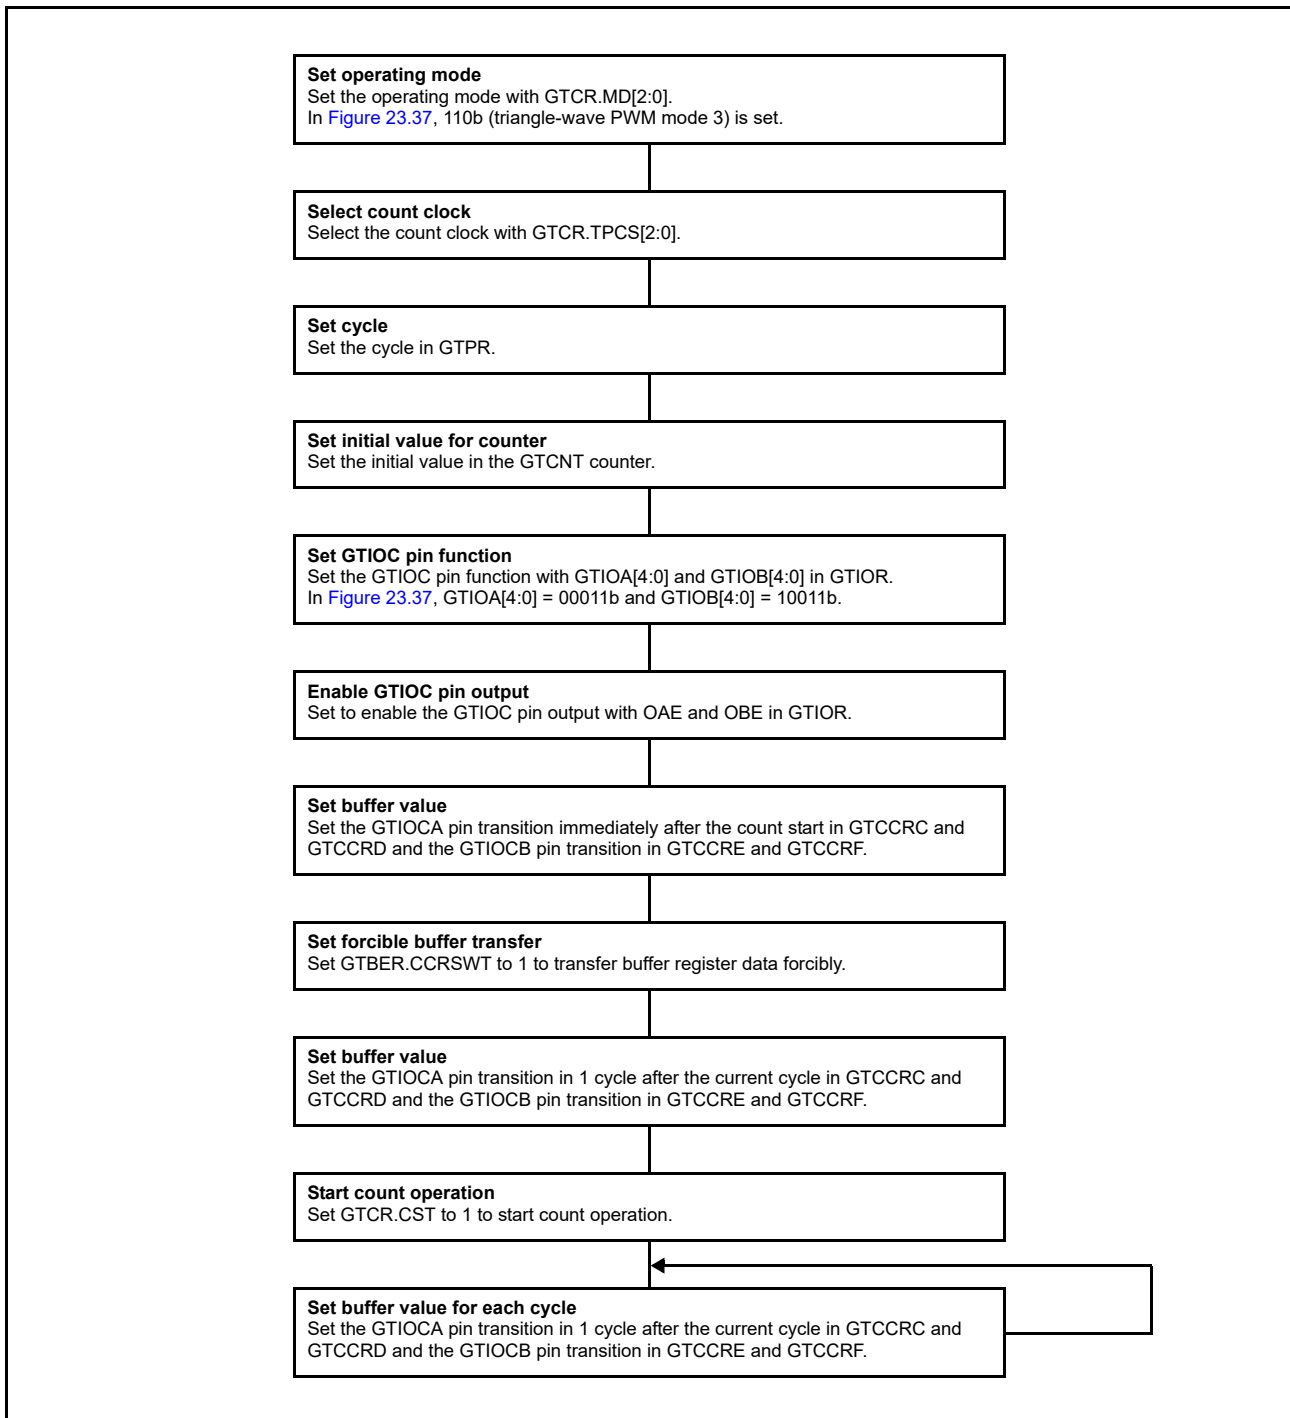 Set operating mode
Set the operating mode with GTCR.MD[2:0].
In Figure 23.37, 110b (triangle-wave PWM mode 3) is set.
Select count clock
Select the count clock with GTCR.TPCS[2:0].
Set cycle
Set the cycle in GTPR.
Set initial value for counter
Set the initial value in the GTCNT counter.
Set GTIOC pin function
Set the GTIOC pin function with GTIOA[4:0] and GTIOB[4:0] in GTIOR.
In Figure 23.37, GTIOA[4:0] = 00011b and GTIOB[4:0] = 10011b.
Enable GTIOC pin output
Set to enable the GTIOC pin output with OAE and OBE in GTIOR.
Set buffer value
Set the GTIOCA pin transition immediately after the count start in GTCCRC and
GTCCRD and the GTIOCB pin transition in GTCCRE and GTCCRF.
Set forcible buffer transfer
Set GTBER.CCRSWT to 1 to transfer buffer register data forcibly.
Set buffer value
Set the GTIOCA pin transition in 1 cycle after the current cycle in GTCCRC and
GTCCRD and the GTIOCB pin transition in GTCCRE and GTCCRF.
Start count operation
Set GTCR.CST to 1 to start count operation.
Set buffer value for each cycle
Set the GTIOCA pin transition in 1 cycle after the current cycle in GTCCRC and
GTCCRD and the GTIOCB pin transition in GTCCRE and GTCCRF.